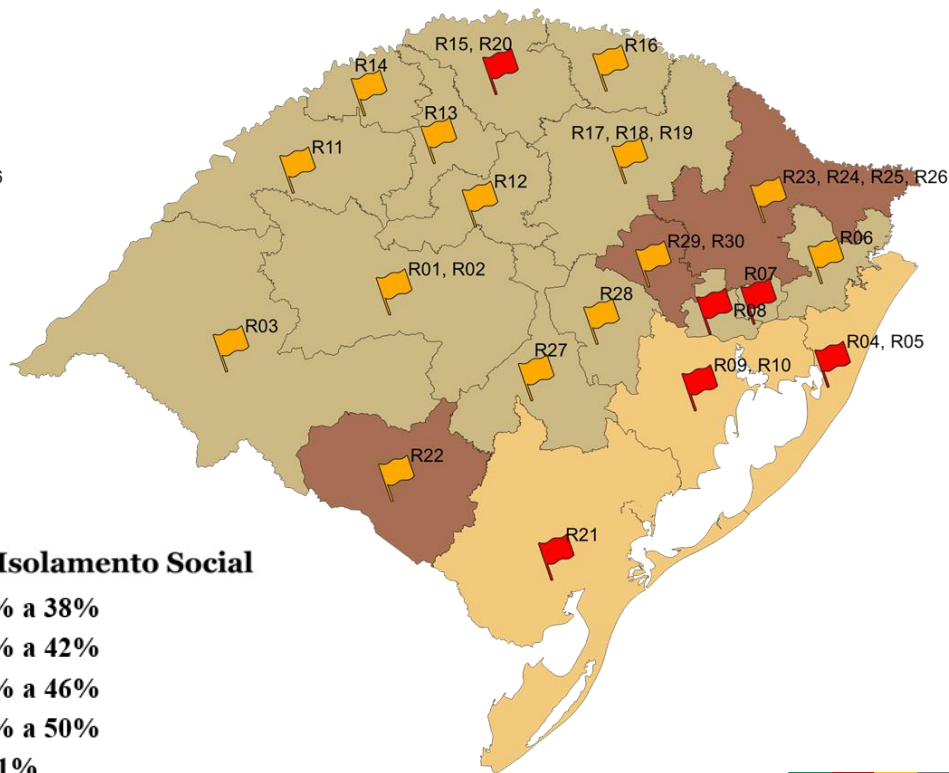 R15, R20
R16
R14
R13
R17, R18, R19
R11
R12
R23, R24, R25, R26
R29, R30
R06
R01, R02
R07
R28
R08
R03
R04, R05
R27
R09, R10
R22
R21
Isolamento Social
% a 38%
% a 42%
% a 46%
% a 50%
1%